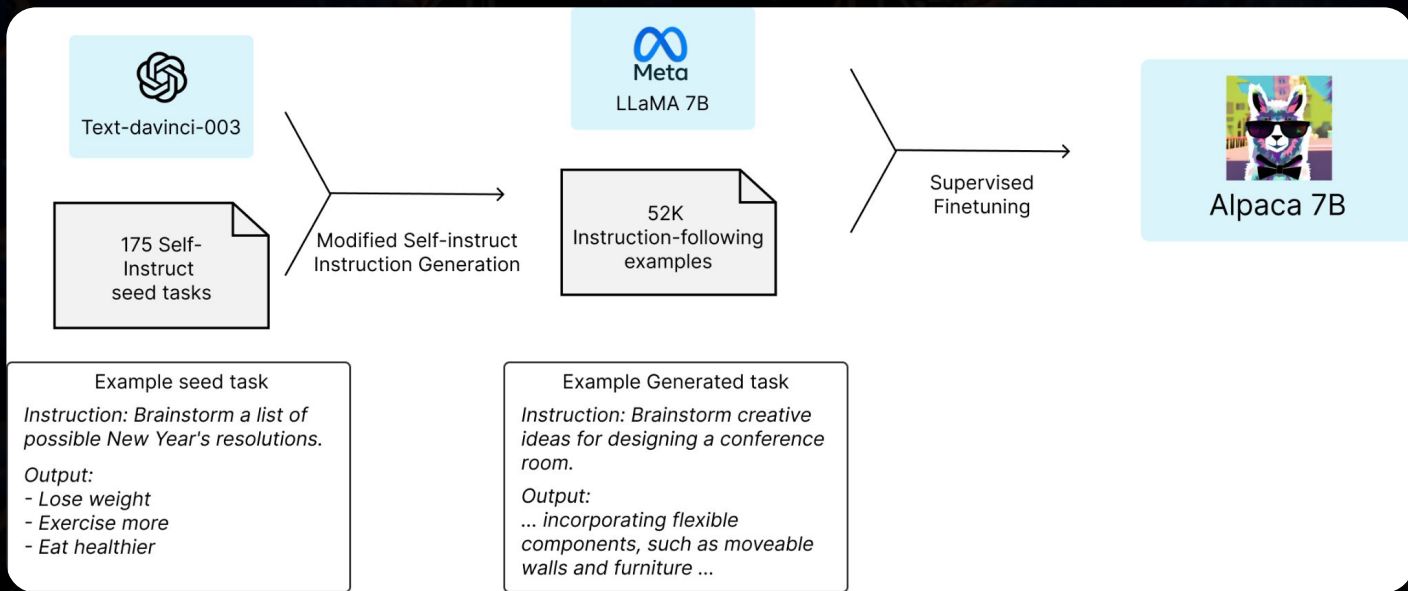 Text-davinci-003
175 Self-
Instruct
seed tasks
Modified Self-instruct
Instruction Generation
Meta
LLaMA 7B
52K
Instruction-following
examples
Supervised
Finetuning
Alpaca 7B
Example seed task
Instruction: Brainstorm a list of
possible New Year's resolutions.
Output:
- Lose weight
- Exercise more
- Eat healthier
Example Generated task
Instruction: Brainstorm creative
ideas for designing a conference
room.
Output:
... incorporating flexible
components, such as moveable
walls and furniture ...